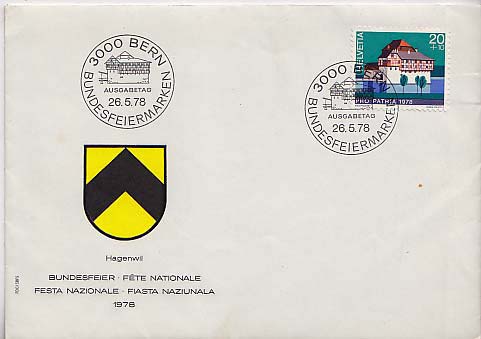 3000 BERN
AUSGABETAG
26.5.78
BUNDESFEIERMARKEN
HELVETIA
20
+10
PRO PATRIA 1978
3000 BERN
AUSGABETAG
26.5.78
BUNDESFEIERMARKEN
Hagenwil
BUNDESFEIER · FÊTE NATIONALE
FESTA NAZIONALE · FIASTA NAZIUNALA
1978